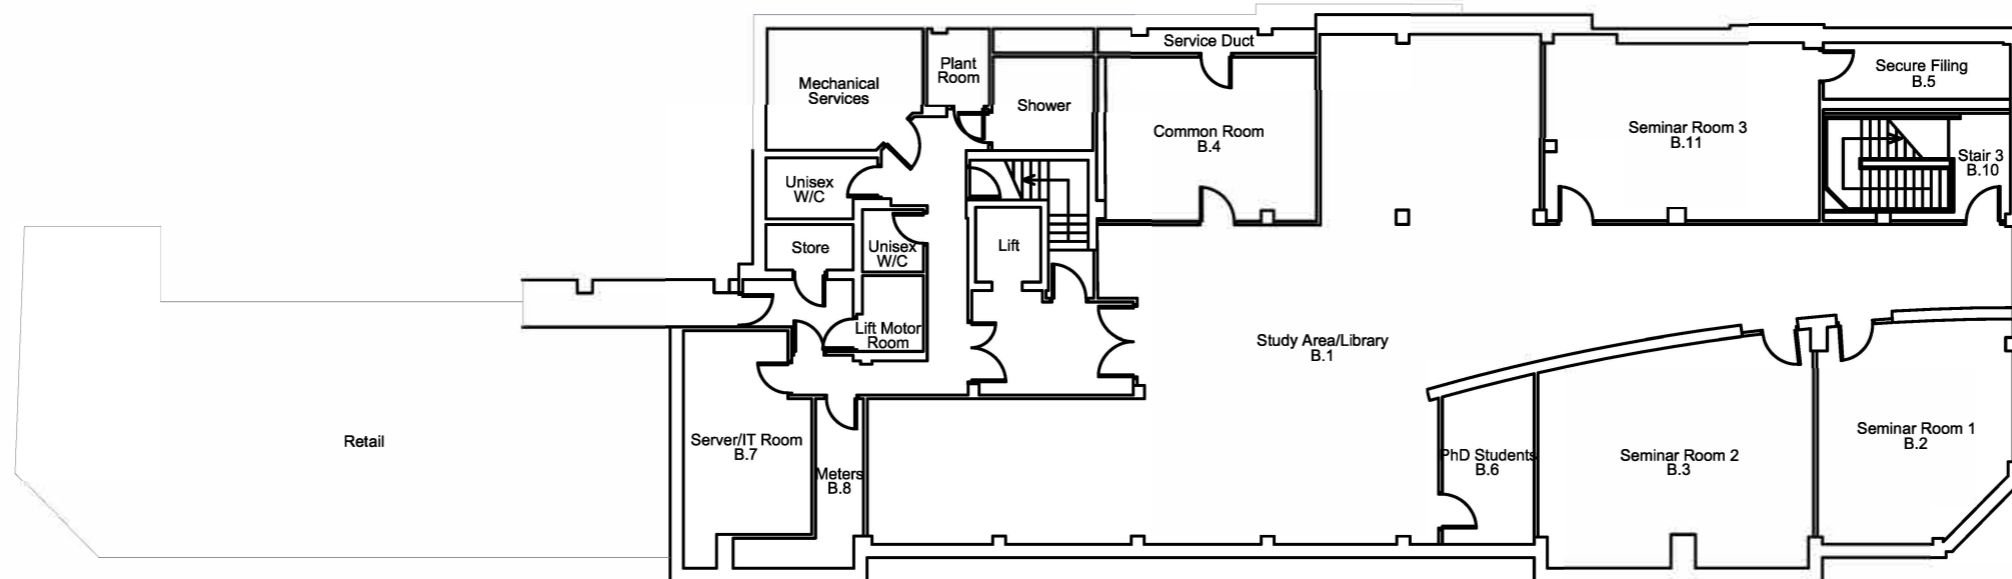 Service Duct
Plant
Room
Mechanical
Services
Shower
Secure Filing
B.5
Common Room
B.4
Seminar Room 3
B.11
Stair 3
B.10
Unisex
W/C
Store
Unisex
W/C
Lift
Lift Motor
Room
Study Area/Library
B.1
Retail
Server/IT Room
B.7
Meters
B.8
PhD Students
B.6
Seminar Room 2
B.3
Seminar Room 1
B.2